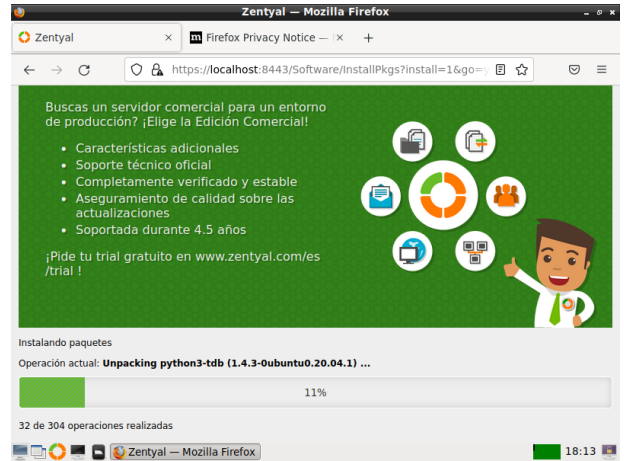 Zentyal — Mozilla Firefox
Zentyal
Firefox Privacy Notice —
https://localhost:8443/Software/InstallPkgs?install=1&go=
Buscas un servidor comercial para un entorno
de producción? ¡Elige la Edición Comercial!
• Características adicionales
• Soporte técnico oficial
• Completamente verificado y estable
• Aseguramiento de calidad sobre las
actualizaciones
• Soportada durante 4.5 años
¡Pide tu trial gratuito en www.zentyal.com/es
/trial !
Instalando paquetes
Operación actual: Unpacking python3-tdb (1.4.3-0ubuntu0.20.04.1) ...
11%
32 de 304 operaciones realizadas
Zentyal — Mozilla Firefox
18:13